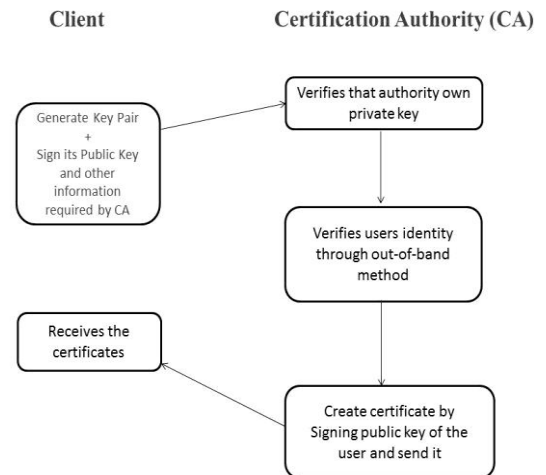 Client
Certification Authority (CA)
Generate Key Pair
+
Sign its Public Key
and other
information
required by CA
Verifies that authority own
private key
Verifies users identity
through out-of-band
method
Receives the
certificates
Create certificate by
Signing public key of the
user and send it